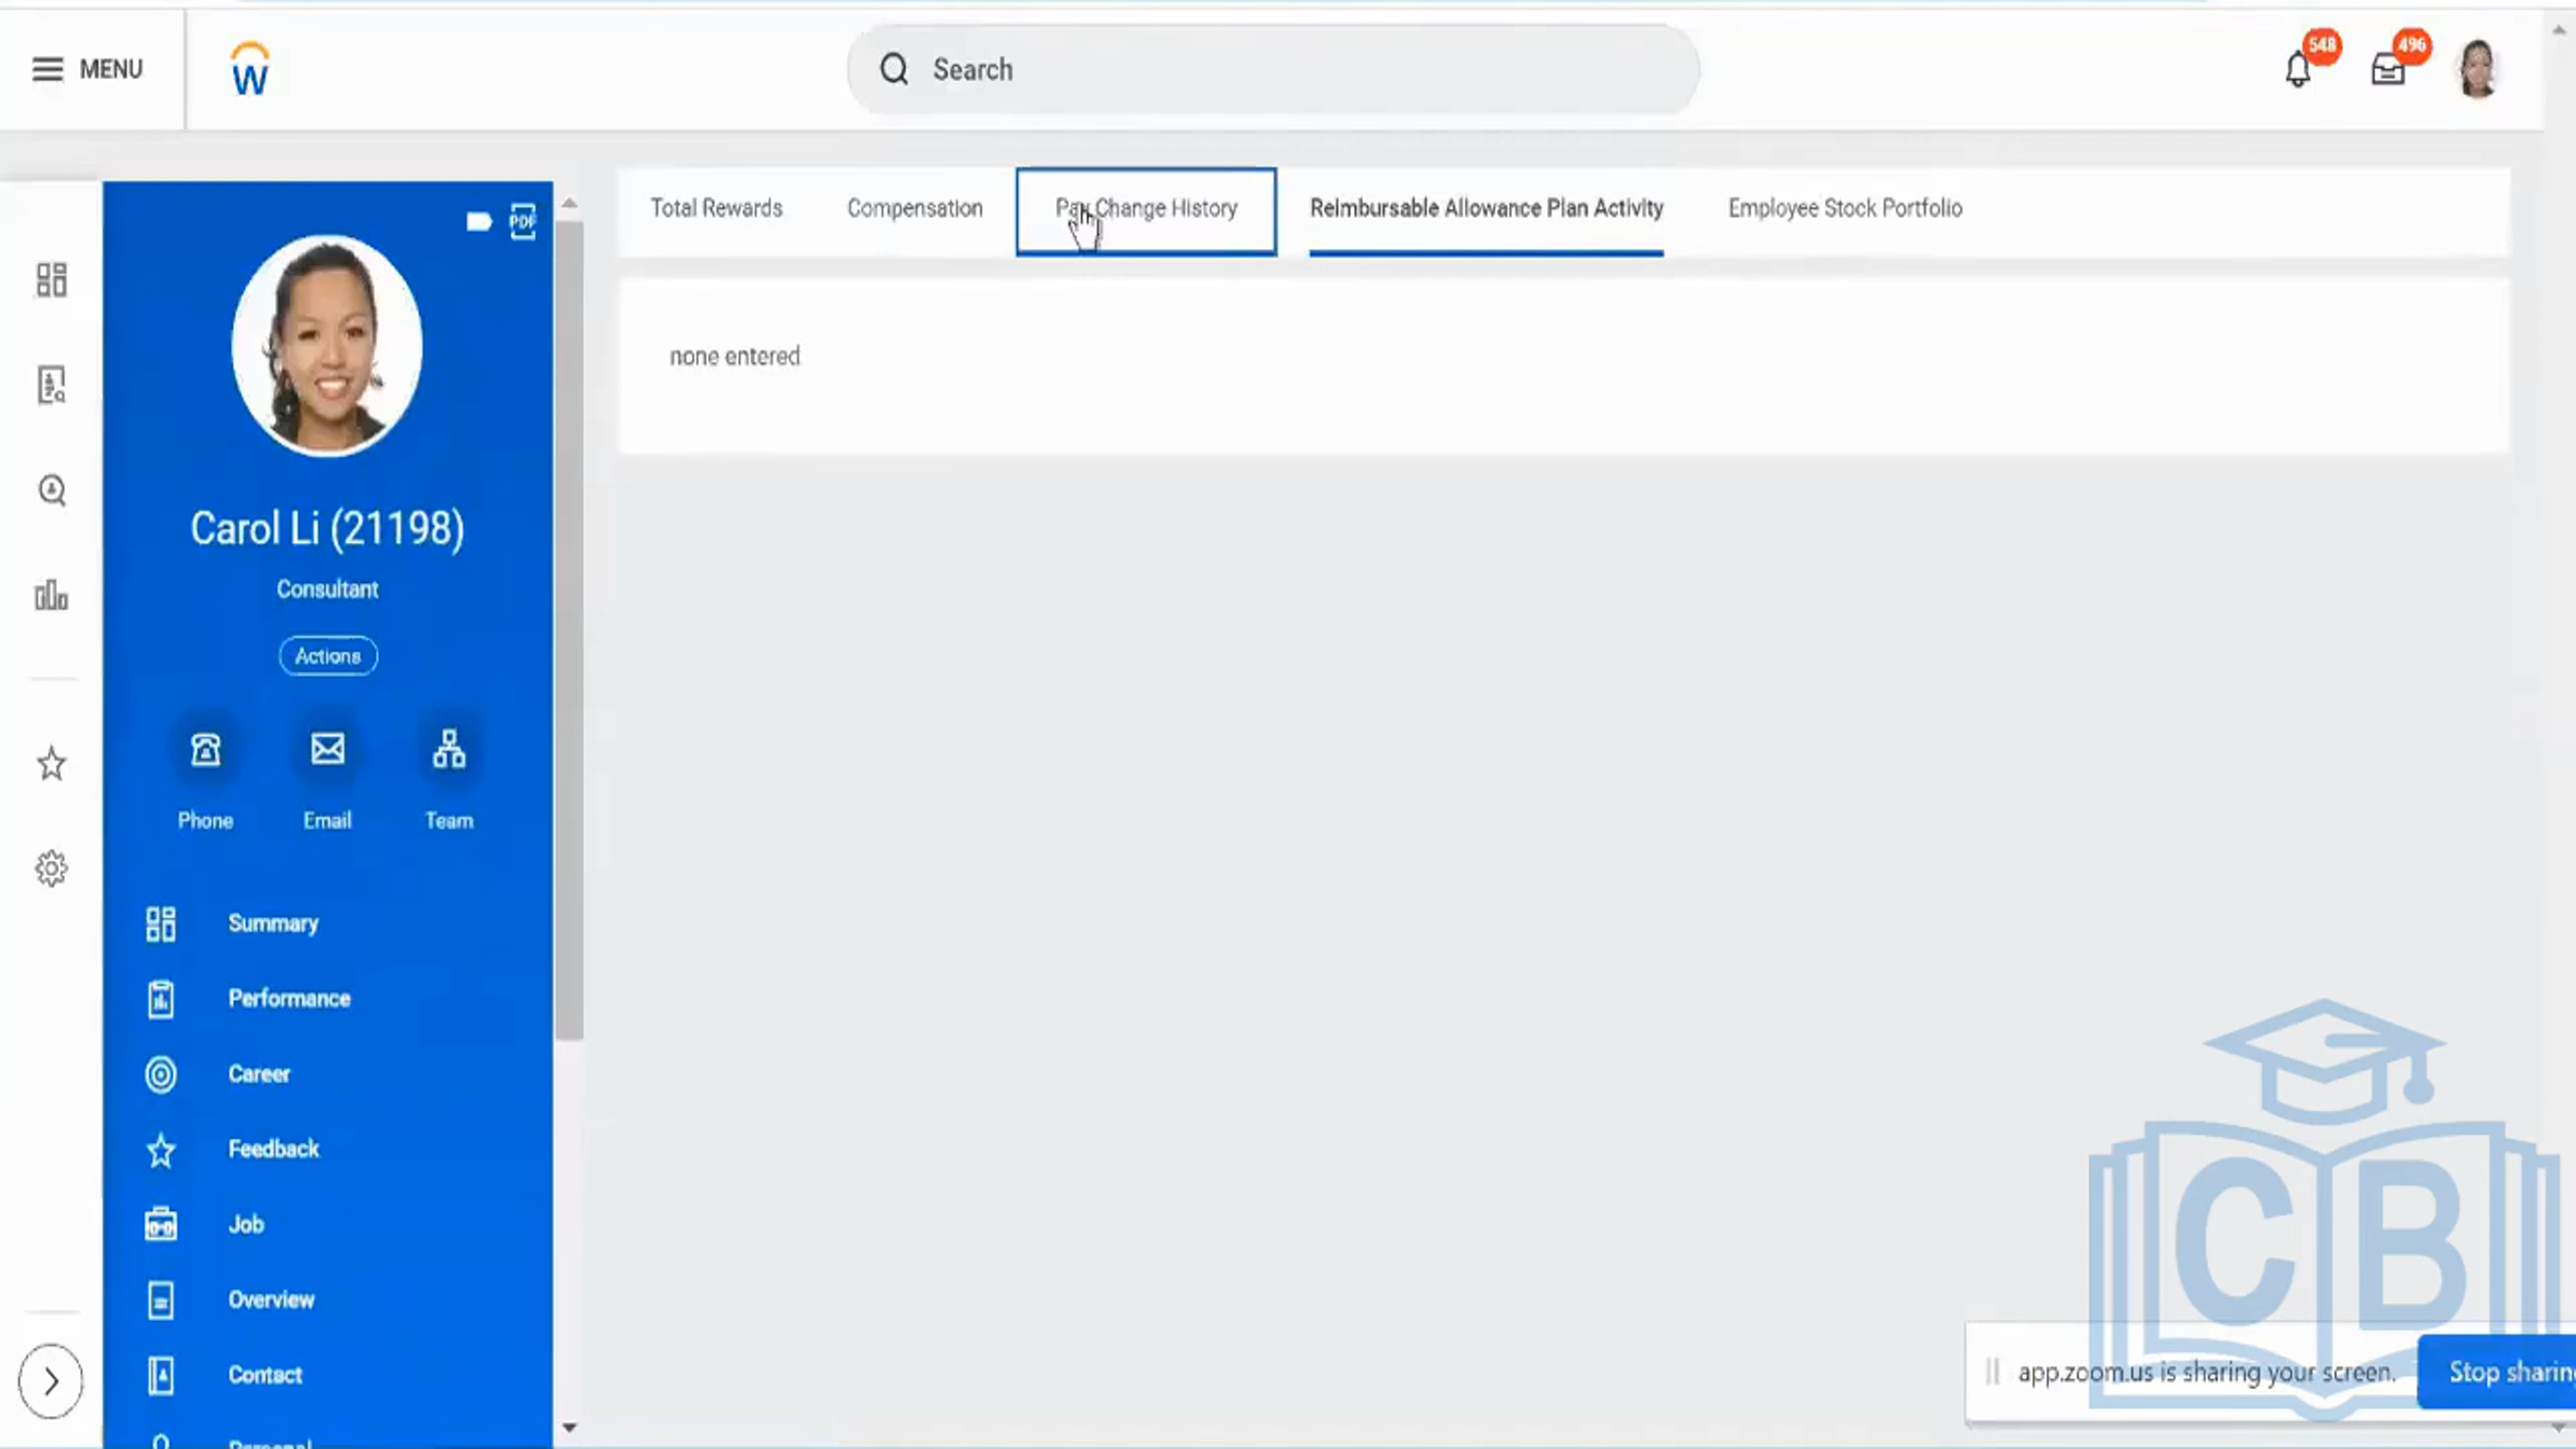 MENU
W
Search
548
496
PDF
Total Rewards
Compensation
Pay Change History
Reimbursable Allowance Plan Activity
Employee Stock Portfolio
none entered
Carol Li (21198)
Consultant
Actions
Phone
Email
Team
Summary
Performance
Career
Feedback
Job
Overview
Contact
Personal
CB
app.zoom.us is sharing your screen.
Stop sharing